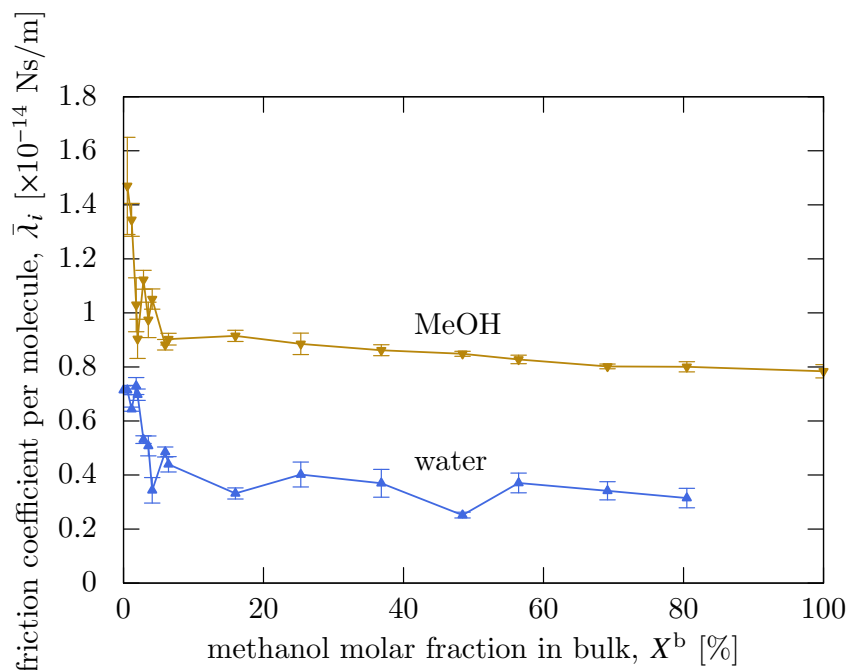 friction coefficient per molecule, λ̄ᵢ [×10⁻¹⁴ Ns/m]
1.8
1.6
1.4
1.2
1
0.8
0.6
0.4
0.2
0
MeOH
water
0 20 40 60 80 100
methanol molar fraction in bulk, Xᵇ [%]